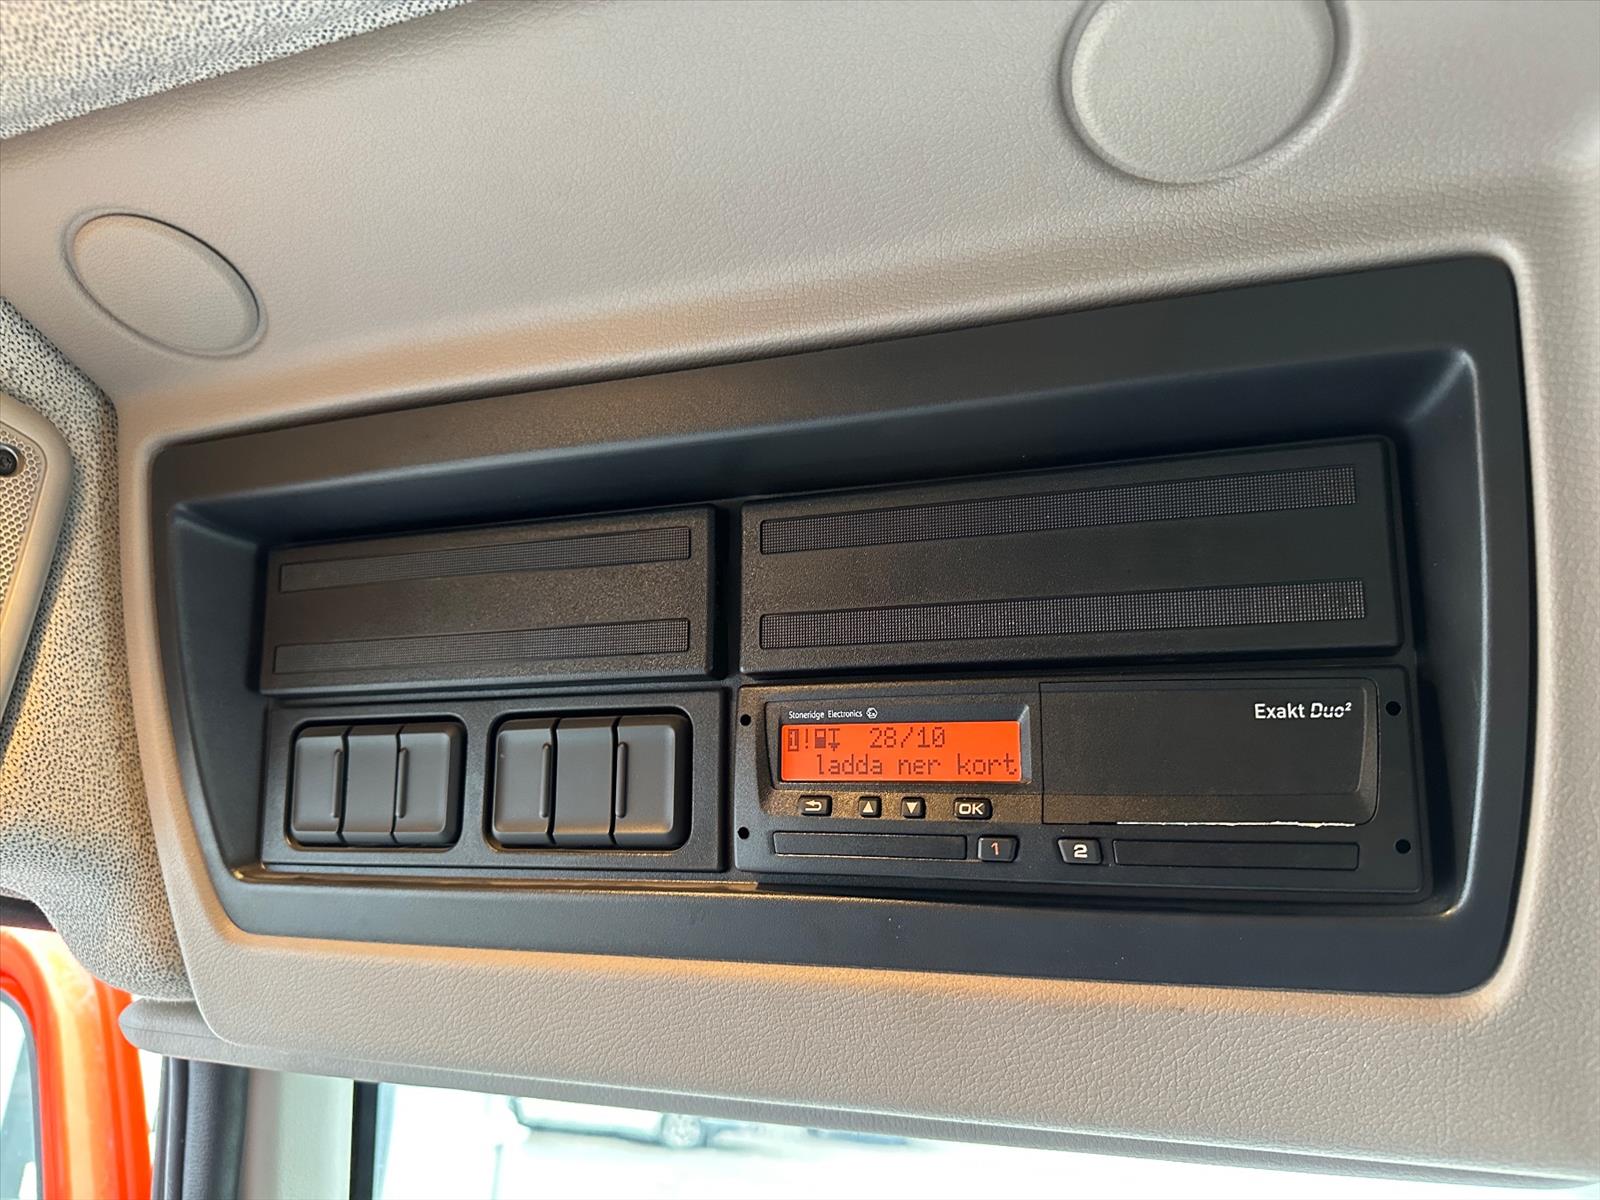 Stoneridge Electronics
Exakt Duo²
1! 28/10
ladda ner kort
OK
1
2